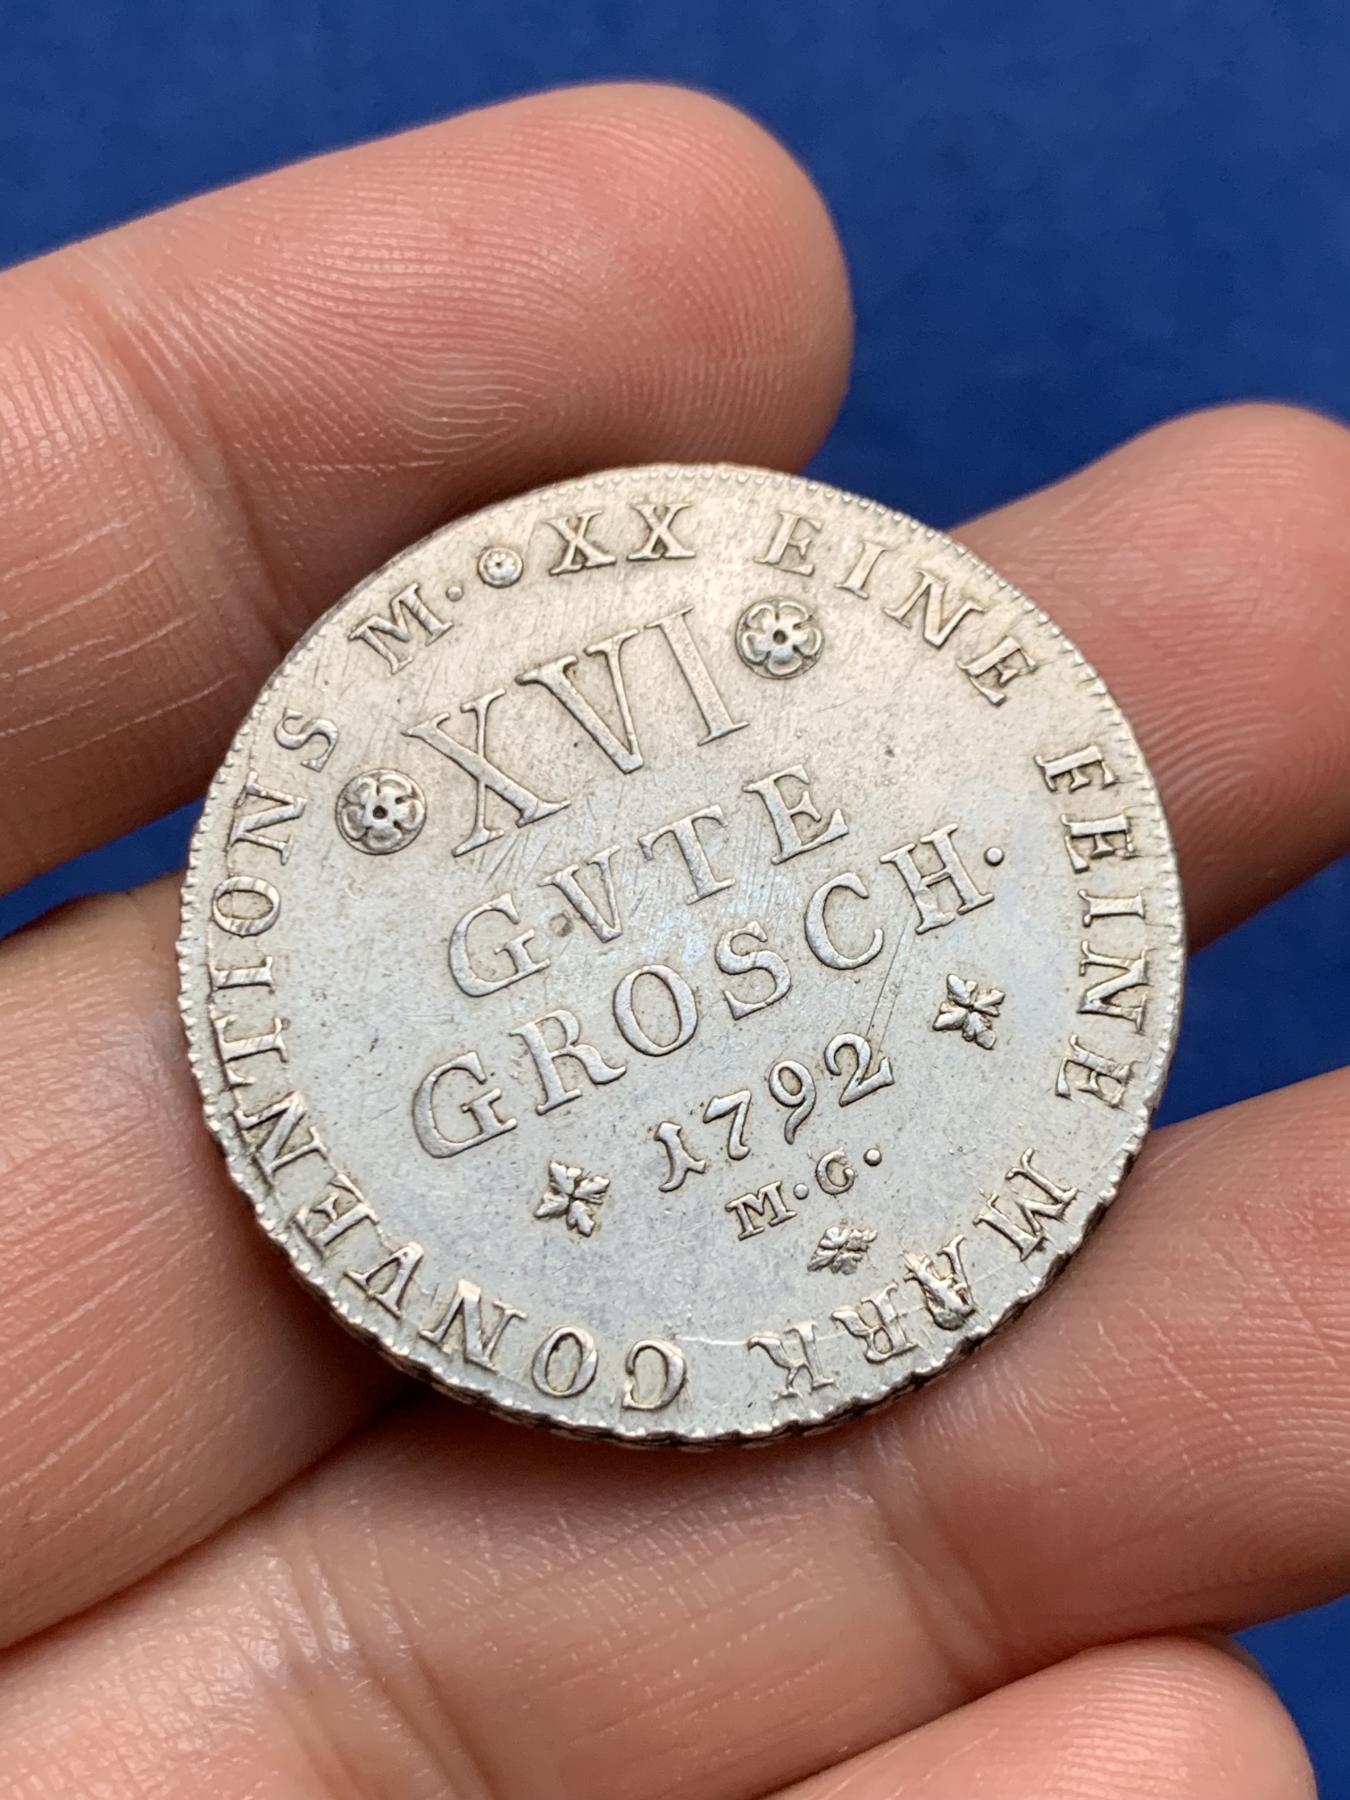 XX EINE FEINE MARK CONVENTIONS M.
XVI
GVTE
GROSCH.
1792
M.C.